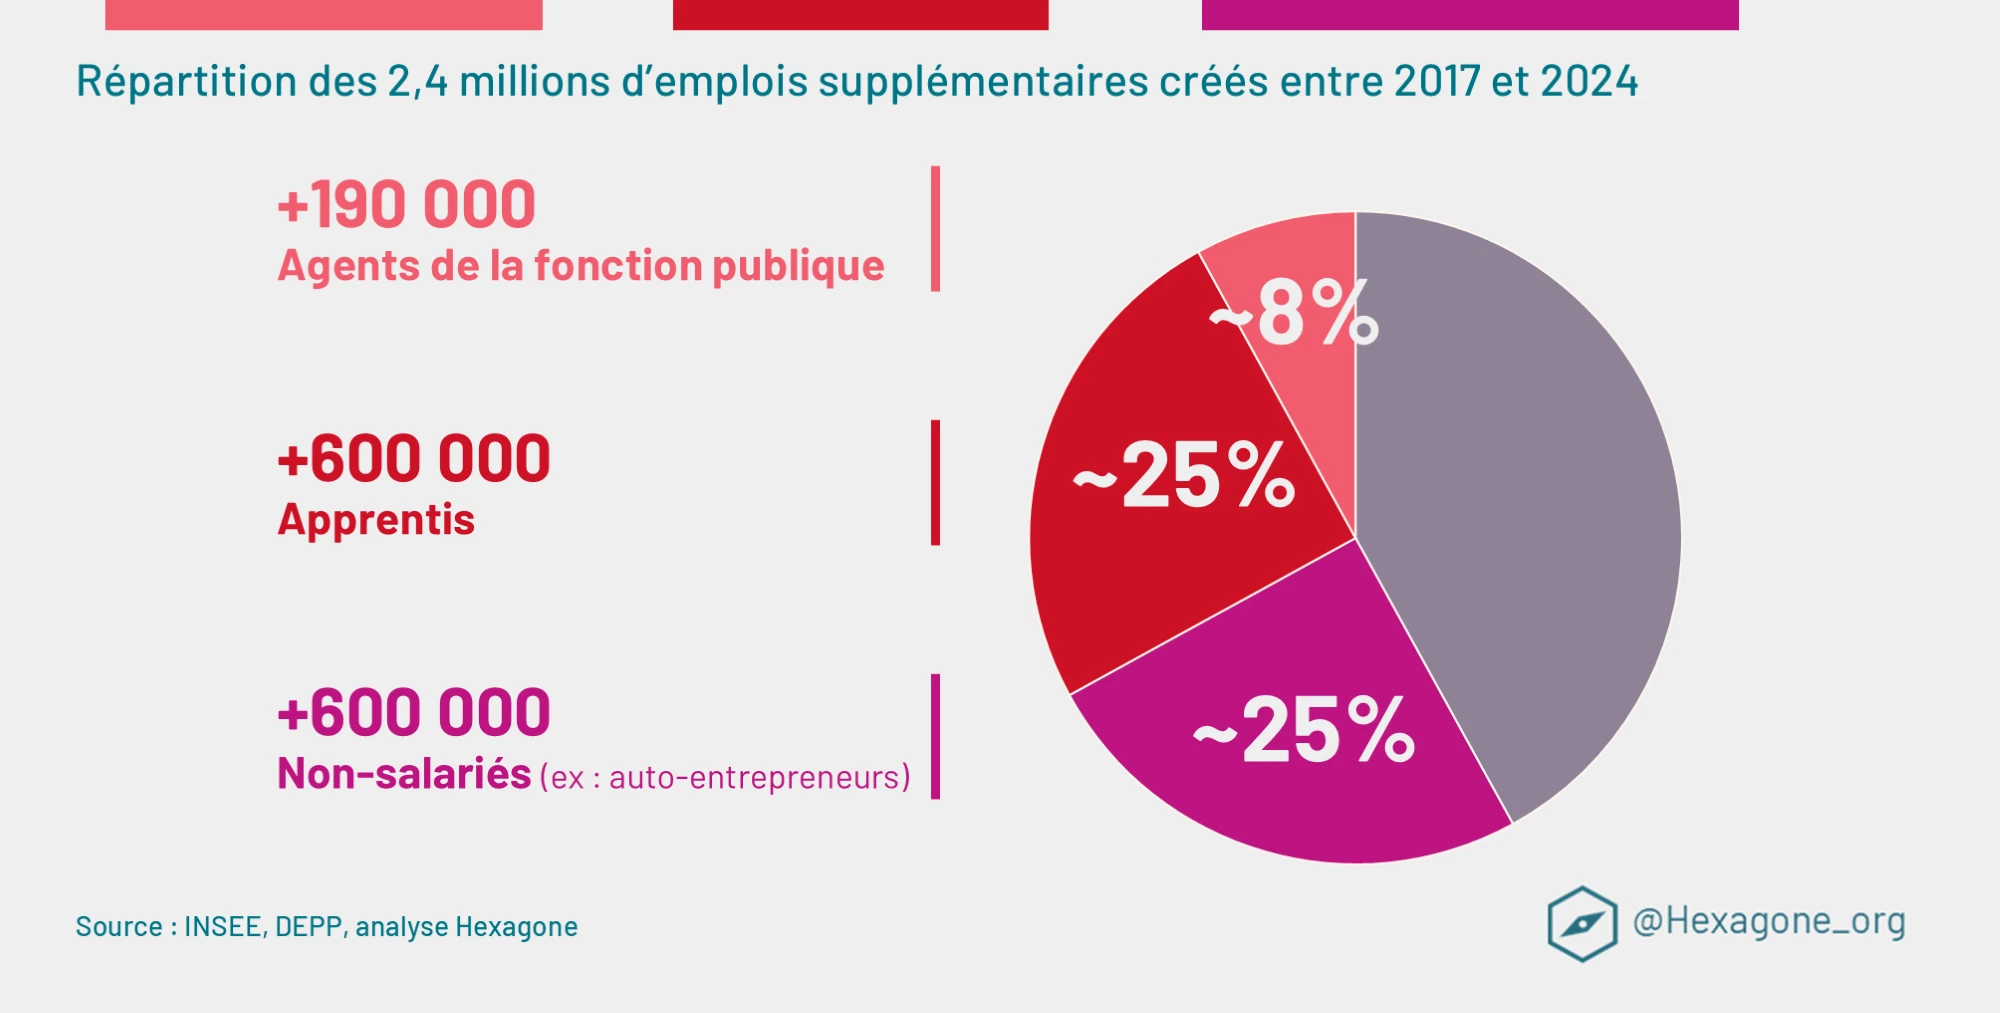 Répartition des 2,4 millions d’emplois supplémentaires créés entre 2017 et 2024
+190 000
Agents de la fonction publique
+600 000
Apprentis
+600 000
Non-salariés (ex : auto-entrepreneurs)
~8%
~25%
~25%
Source : INSEE, DEPP, analyse Hexagone
@Hexagone_org